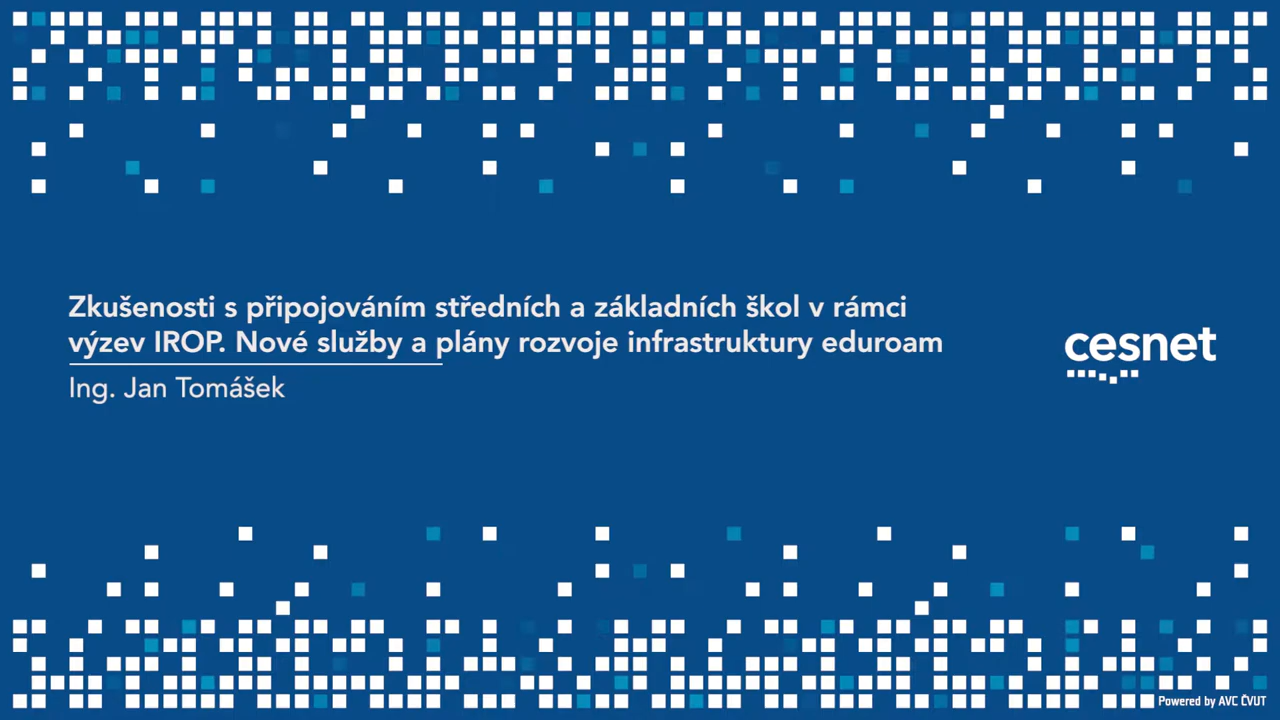 Zkušenosti s připojováním středních a základních škol v rámci
výzev IROP. Nové služby a plány rozvoje infrastruktury eduroam
Ing. Jan Tomášek
cesnet
Powered by AVC ČVUT